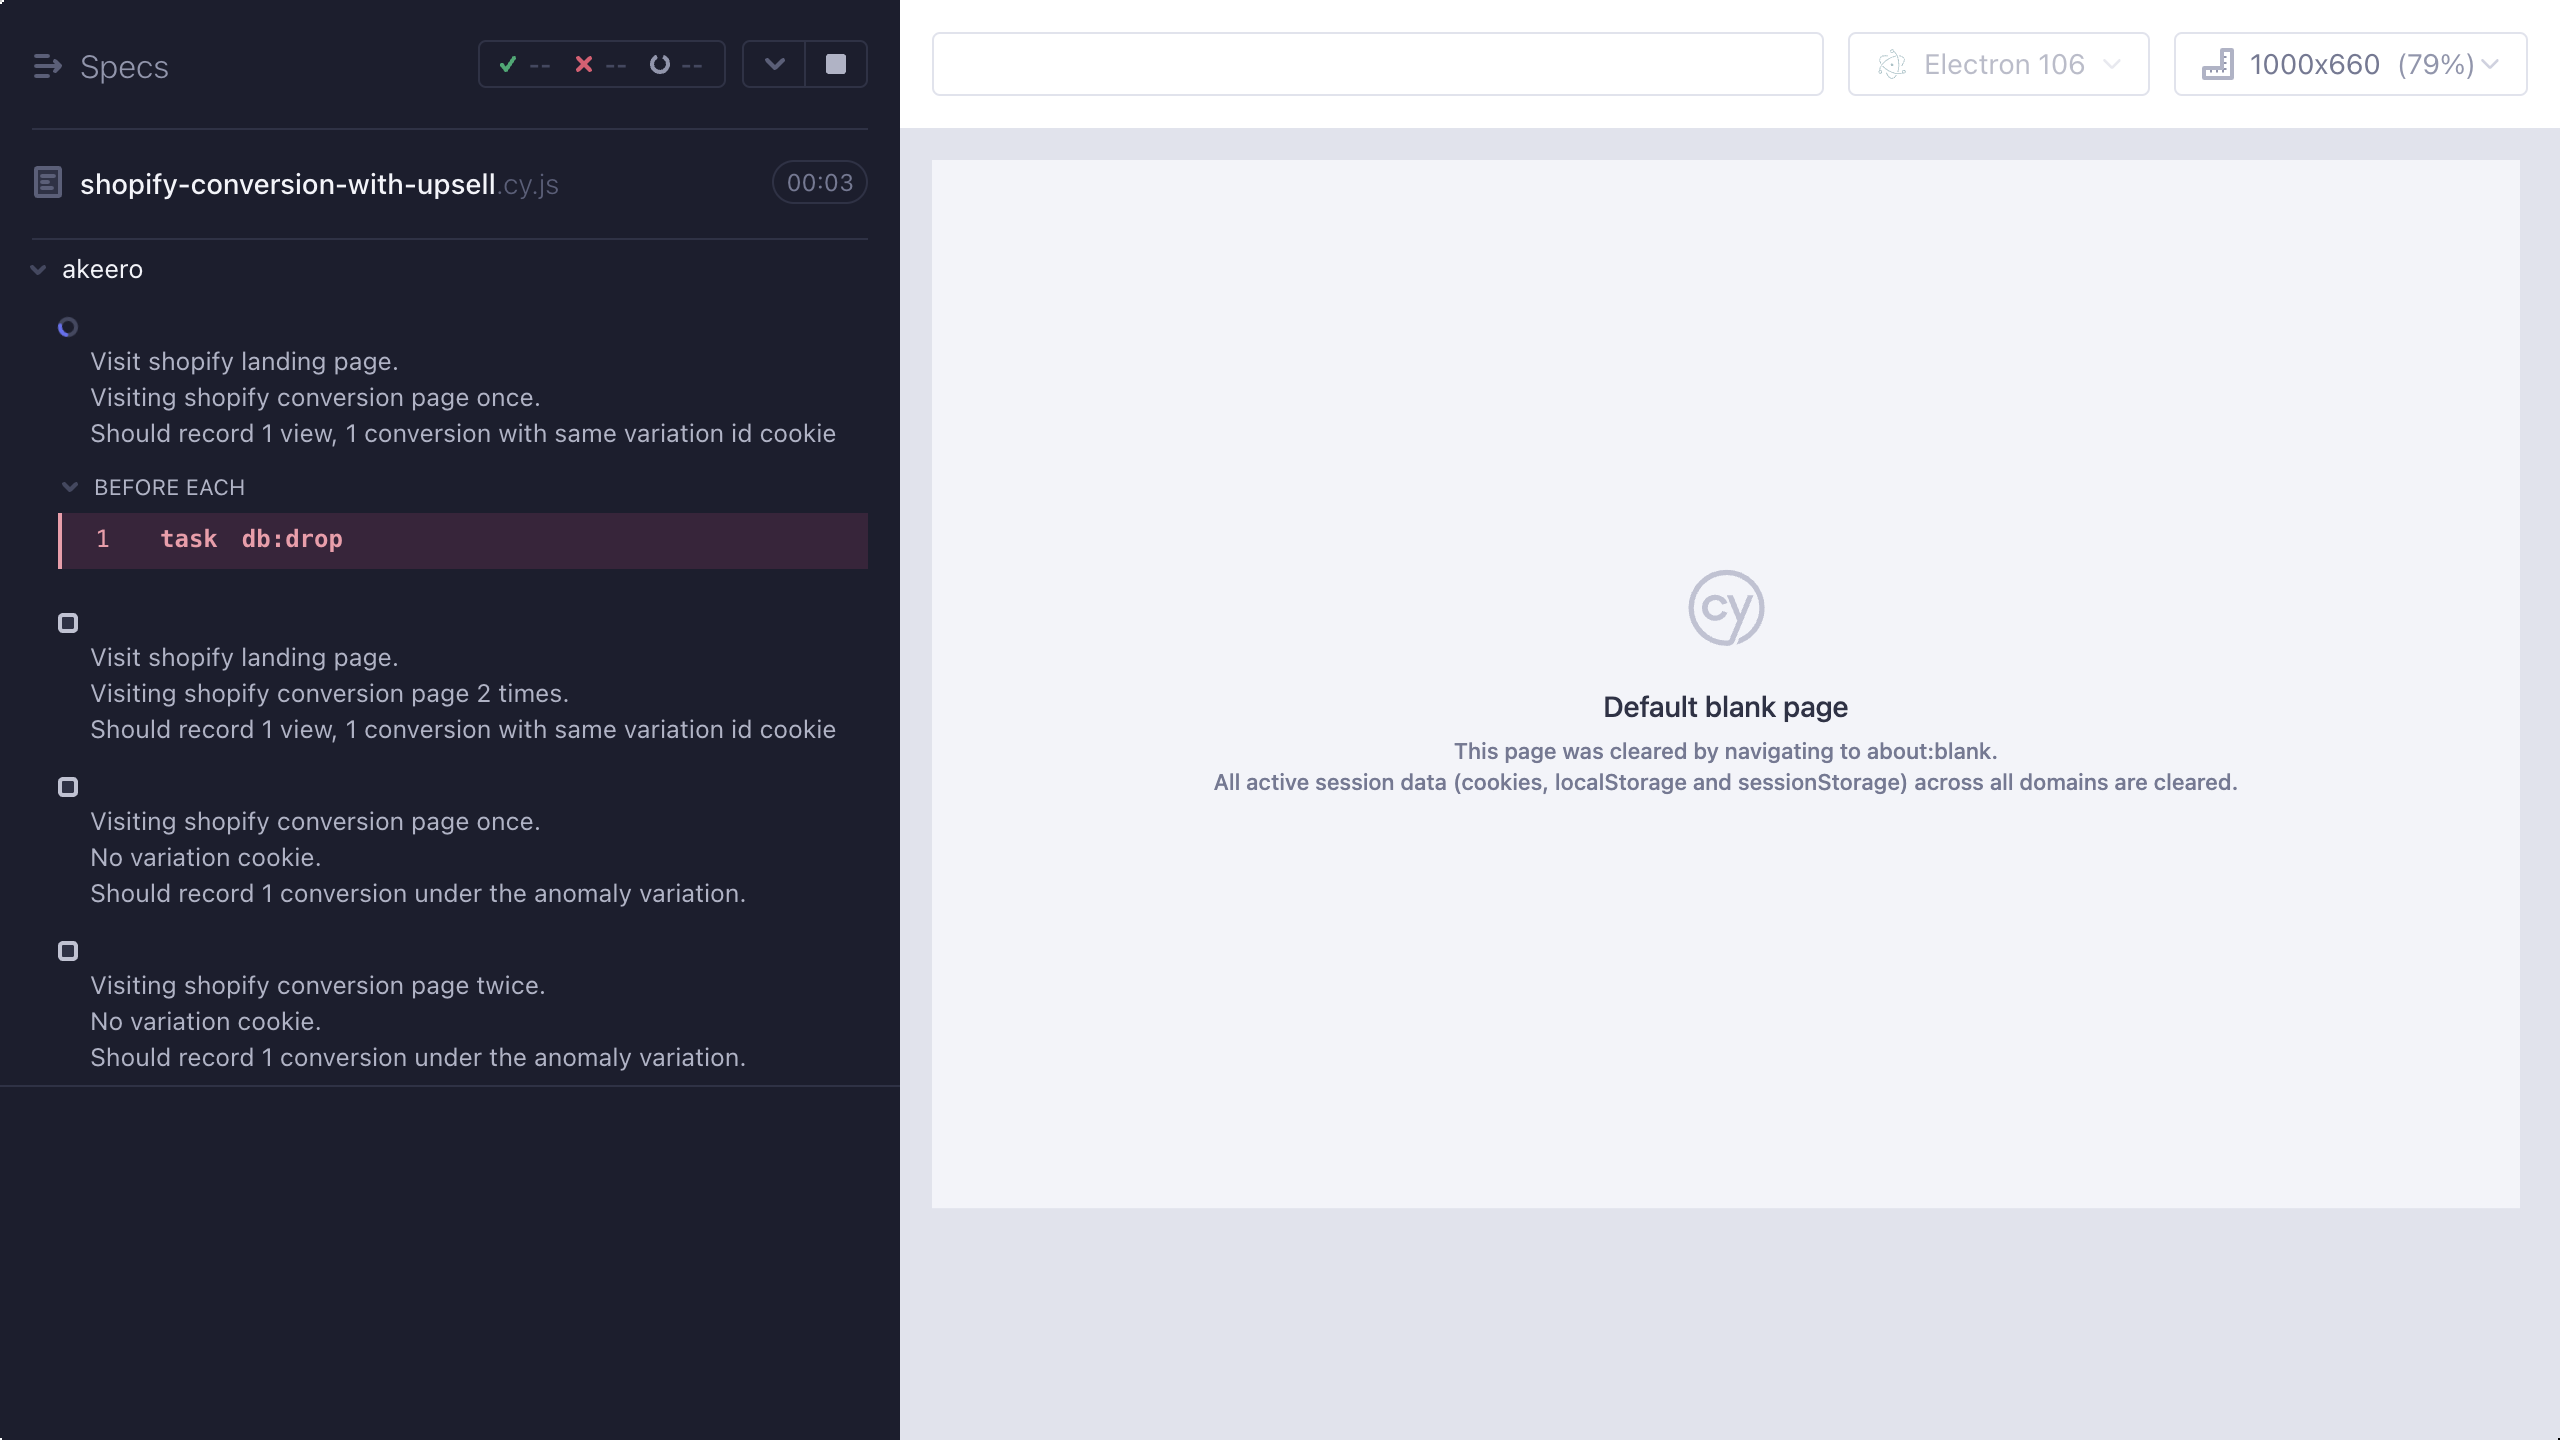 Specs
-- -- --
shopify-conversion-with-upsell.cy.js
00:03
akeero
Visit shopify landing page.
Visiting shopify conversion page once.
Should record 1 view, 1 conversion with same variation id cookie
BEFORE EACH
1 task db:drop
Visit shopify landing page.
Visiting shopify conversion page 2 times.
Should record 1 view, 1 conversion with same variation id cookie
Visiting shopify conversion page once.
No variation cookie.
Should record 1 conversion under the anomaly variation.
Visiting shopify conversion page twice.
No variation cookie.
Should record 1 conversion under the anomaly variation.
Electron 106
1000x660 (79%)
cy
Default blank page
This page was cleared by navigating to about:blank.
All active session data (cookies, localStorage and sessionStorage) across all domains are cleared.